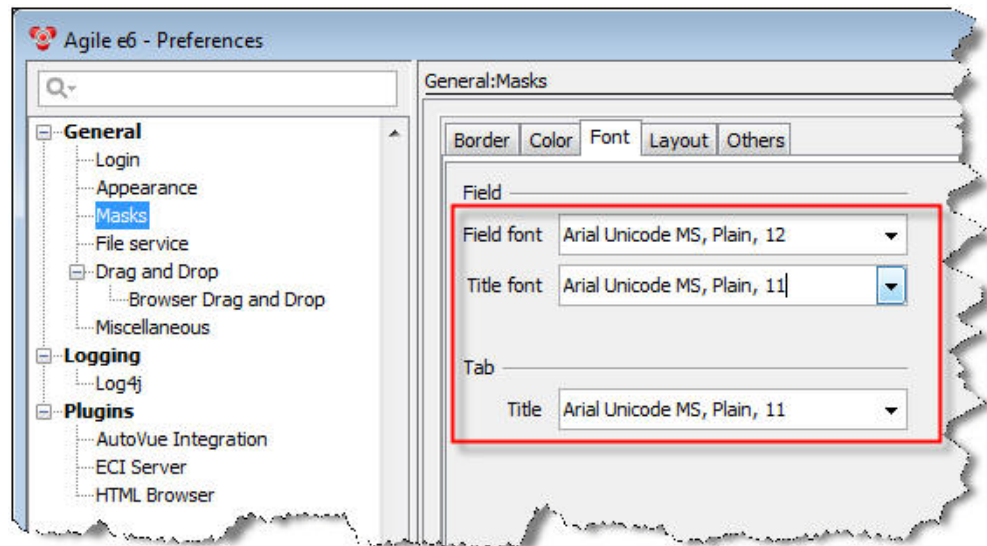 Agile e6 - Preferences
General
Login
Appearance
Masks
File service
Drag and Drop
Browser Drag and Drop
Miscellaneous
Logging
Log4j
Plugins
AutoVue Integration
ECI Server
HTML Browser
General:Masks
Border Color Font Layout Others
Field
Field font Arial Unicode MS, Plain, 12
Title font Arial Unicode MS, Plain, 11
Tab
Title Arial Unicode MS, Plain, 11